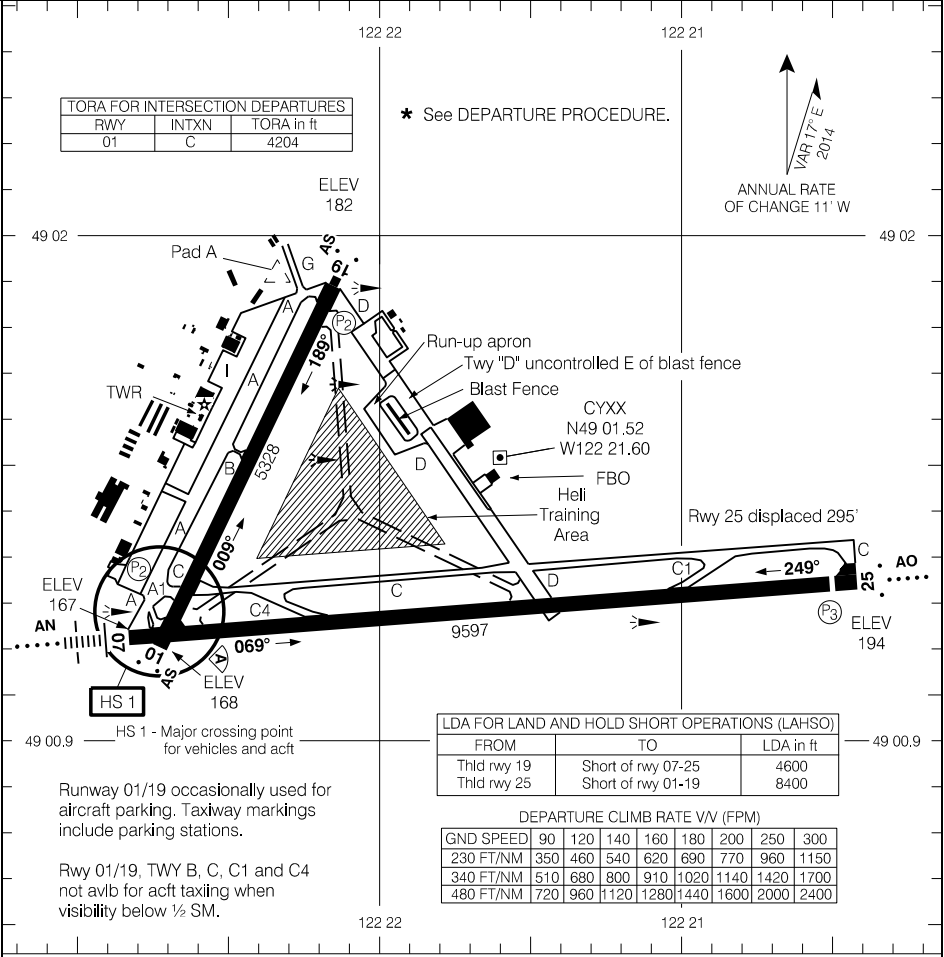 122 22
122 21
TORA FOR INTERSECTION DEPARTURES
RWY INTXN TORA in ft
01 C 4204
* See DEPARTURE PROCEDURE.
VAR 17° E
2014
ANNUAL RATE
OF CHANGE 11' W
ELEV
182
49 02
49 02
Pad A
G
AS
19
A
D
P2
189°
Run-up apron
Twy "D" uncontrolled E of blast fence
Blast Fence
A
I
TWR
CYXX
N49 01.52
W122 21.60
FBO
B
5328
D
Heli
Training
Area
Rwy 25 displaced 295'
A
009°
P2
C
C
C1
D
249°
AO
25
ELEV
167
A
A1
C
C4
AN
07
01
AS
069°
9597
P3
ELEV
194
A
ELEV
168
HS 1
HS 1 - Major crossing point
for vehicles and acft
49 00.9
49 00.9
LDA FOR LAND AND HOLD SHORT OPERATIONS (LAHSO)
FROM TO LDA in ft
Thld rwy 19 Short of rwy 07-25 4600
Thld rwy 25 Short of rwy 01-19 8400
Runway 01/19 occasionally used for
aircraft parking. Taxiway markings
include parking stations.
Rwy 01/19, TWY B, C, C1 and C4
not avlb for acft taxiing when
visibility below ½ SM.
DEPARTURE CLIMB RATE V/V (FPM)
GND SPEED 90 120 140 160 180 200 250 300
230 FT/NM 350 460 540 620 690 770 960 1150
340 FT/NM 510 680 800 910 1020 1140 1420 1700
480 FT/NM 720 960 1120 1280 1440 1600 2000 2400
122 22
122 21